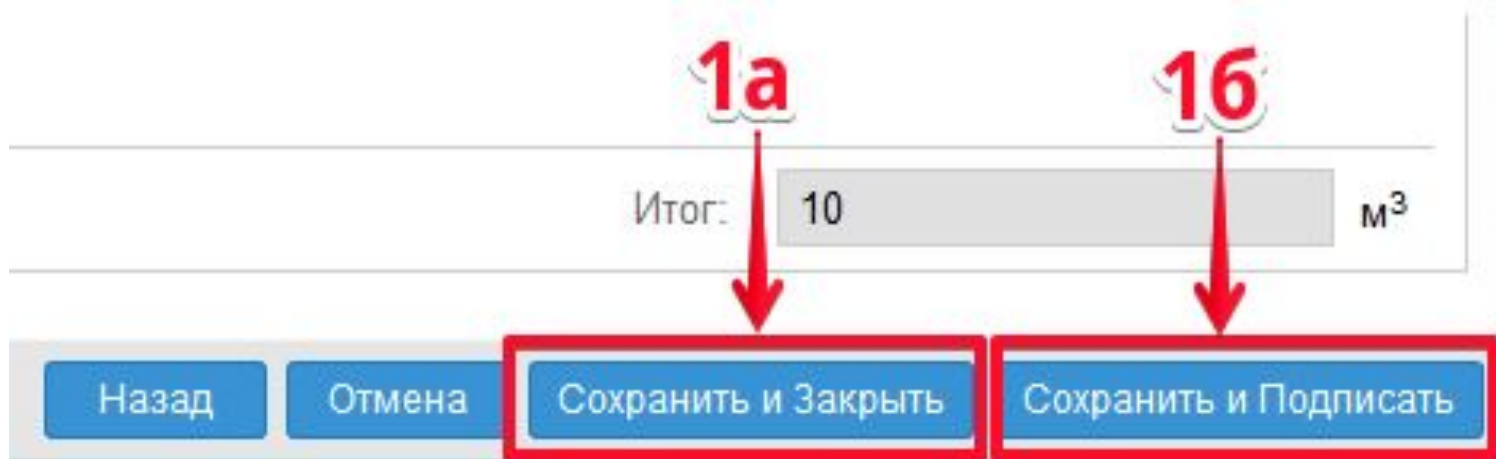 1а 1б
Итог: 10 м³
Назад Отмена Сохранить и Закрыть Сохранить и Подписать